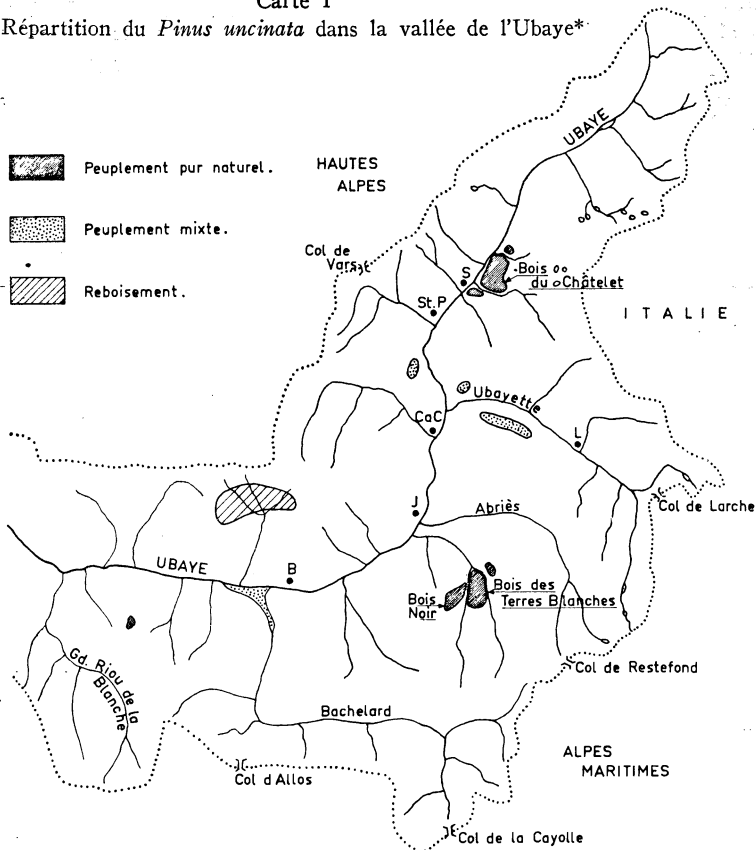 Carte 1
Répartition du Pinus uncinata dans la vallée de l'Ubaye*
UBAYE
Peuplement pur naturel.
HAUTES
ALPES
Peuplement mixte.
Col de
Vars
S
Bois
du Châtelet
Reboisement.
St.P
ITALIE
Ubayette
CaC
L
J
Abriès
Col de Larche
UBAYE
B
Bois
Noir
Bois des
Terres Blanches
Gd. Riou de la
Blanche
Col de Restefond
Bachelard
ALPES
MARITIMES
Col d'Allos
Col de la Cayolle